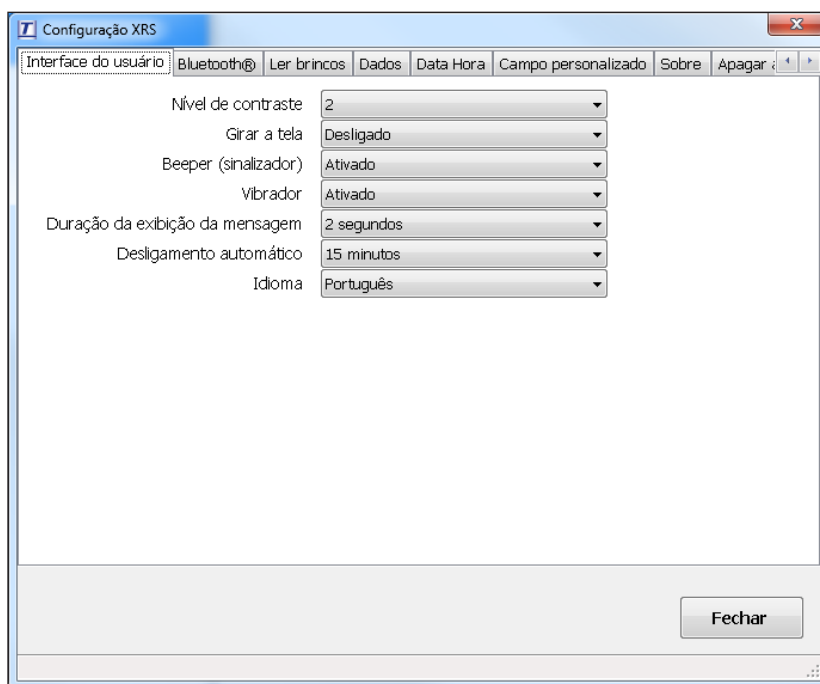 T Configuração XRS
Interface do usuário Bluetooth® Ler brincos Dados Data Hora Campo personalizado Sobre Apagar
Nível de contraste 2
Girar a tela Desligado
Beeper (sinalizador) Ativado
Vibrador Ativado
Duração da exibição da mensagem 2 segundos
Desligamento automático 15 minutos
Idioma Português
Fechar